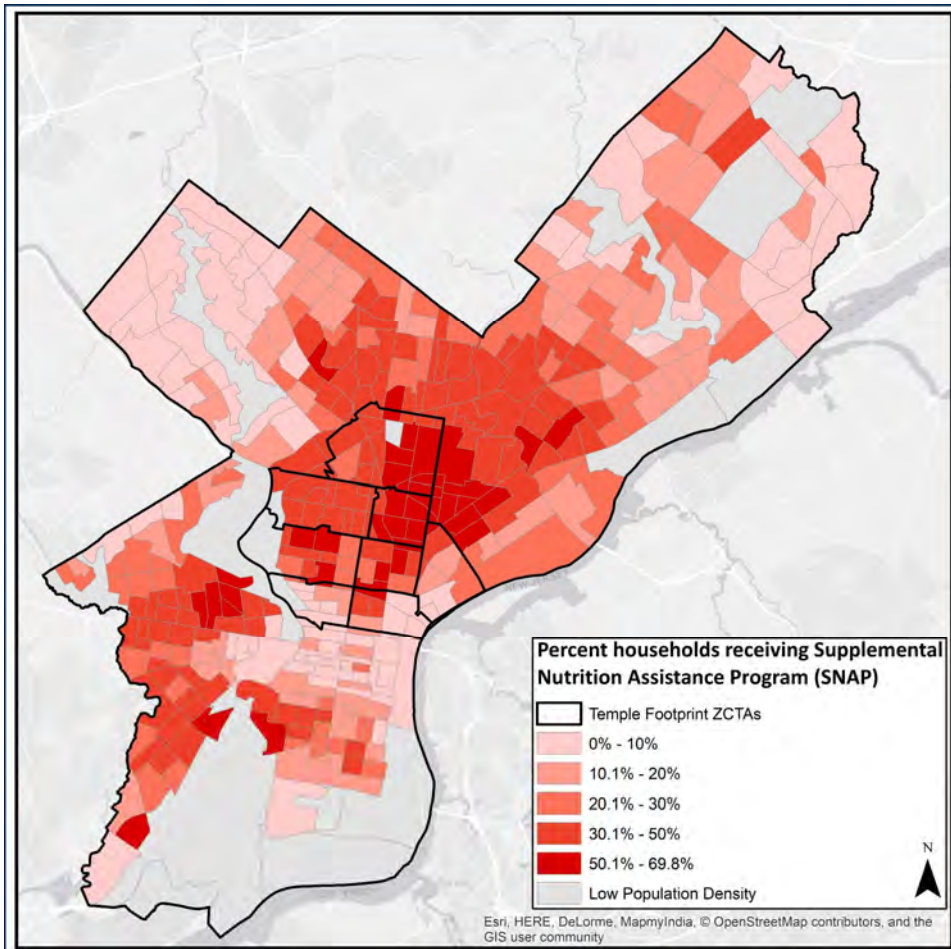 Percent households receiving Supplemental
Nutrition Assistance Program (SNAP)
Temple Footprint ZCTAs
0% - 10%
10.1% - 20%
20.1% - 30%
30.1% - 50%
50.1% - 69.8%
Low Population Density
N
Esri, HERE, DeLorme, MapmyIndia, © OpenStreetMap contributors, and the
GIS user community